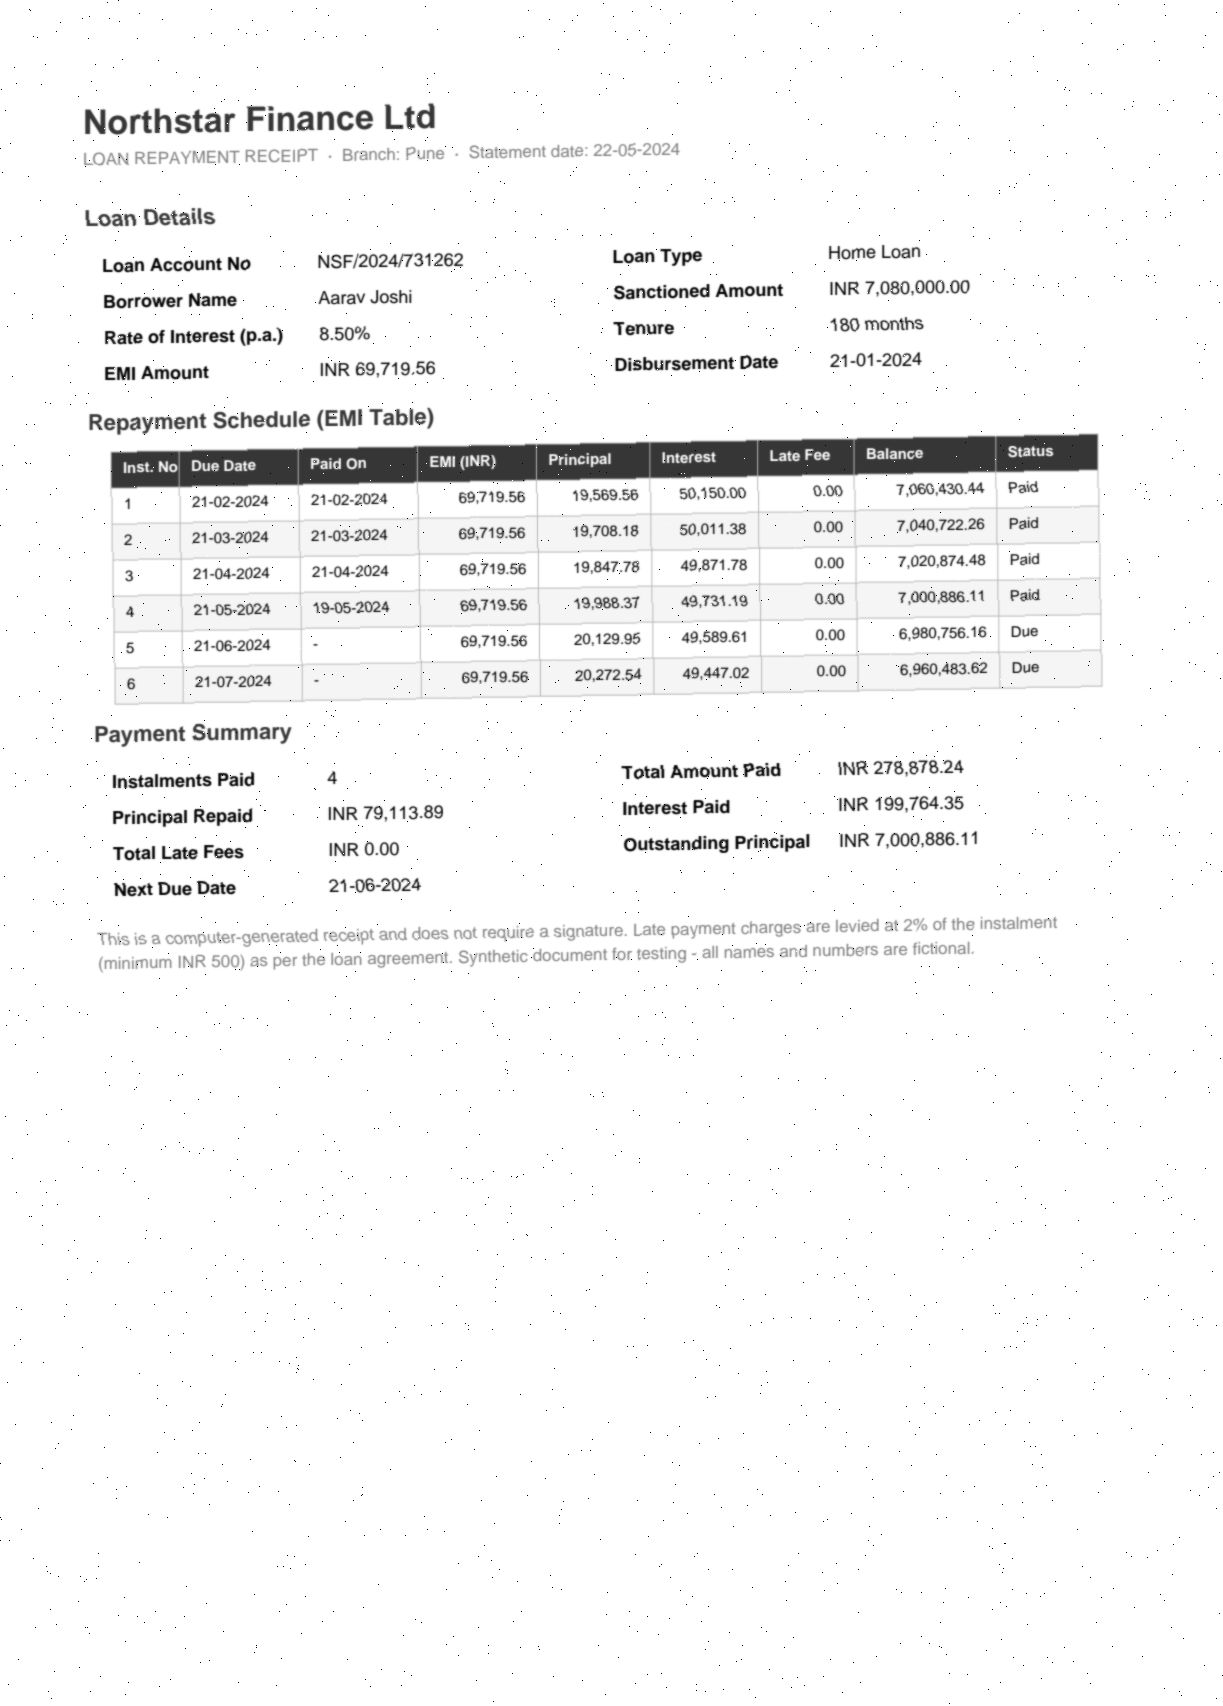 Northstar Finance Ltd
LOAN REPAYMENT RECEIPT · Branch: Pune · Statement date: 22-05-2024
Loan Details
Loan Account No NSF/2024/731262 Loan Type Home Loan
Borrower Name Aarav Joshi Sanctioned Amount INR 7,080,000.00
Rate of Interest (p.a.) 8.50% Tenure 180 months
EMI Amount INR 69,719.56 Disbursement Date 21-01-2024
Repayment Schedule (EMI Table)
Inst. No Due Date Paid On EMI (INR) Principal Interest Late Fee Balance Status
1 21-02-2024 21-02-2024 69,719.56 19,569.56 50,150.00 0.00 7,060,430.44 Paid
2 21-03-2024 21-03-2024 69,719.56 19,708.18 50,011.38 0.00 7,040,722.26 Paid
3 21-04-2024 21-04-2024 69,719.56 19,847.78 49,871.78 0.00 7,020,874.48 Paid
4 21-05-2024 19-05-2024 69,719.56 19,988.37 49,731.19 0.00 7,000,886.11 Paid
5 21-06-2024 - 69,719.56 20,129.95 49,589.61 0.00 6,980,756.16 Due
6 21-07-2024 - 69,719.56 20,272.54 49,447.02 0.00 6,960,483.62 Due
Payment Summary
Instalments Paid 4 Total Amount Paid INR 278,878.24
Principal Repaid INR 79,113.89 Interest Paid INR 199,764.35
Total Late Fees INR 0.00 Outstanding Principal INR 7,000,886.11
Next Due Date 21-06-2024
This is a computer-generated receipt and does not require a signature. Late payment charges are levied at 2% of the instalment
(minimum INR 500) as per the loan agreement. Synthetic document for testing - all names and numbers are fictional.